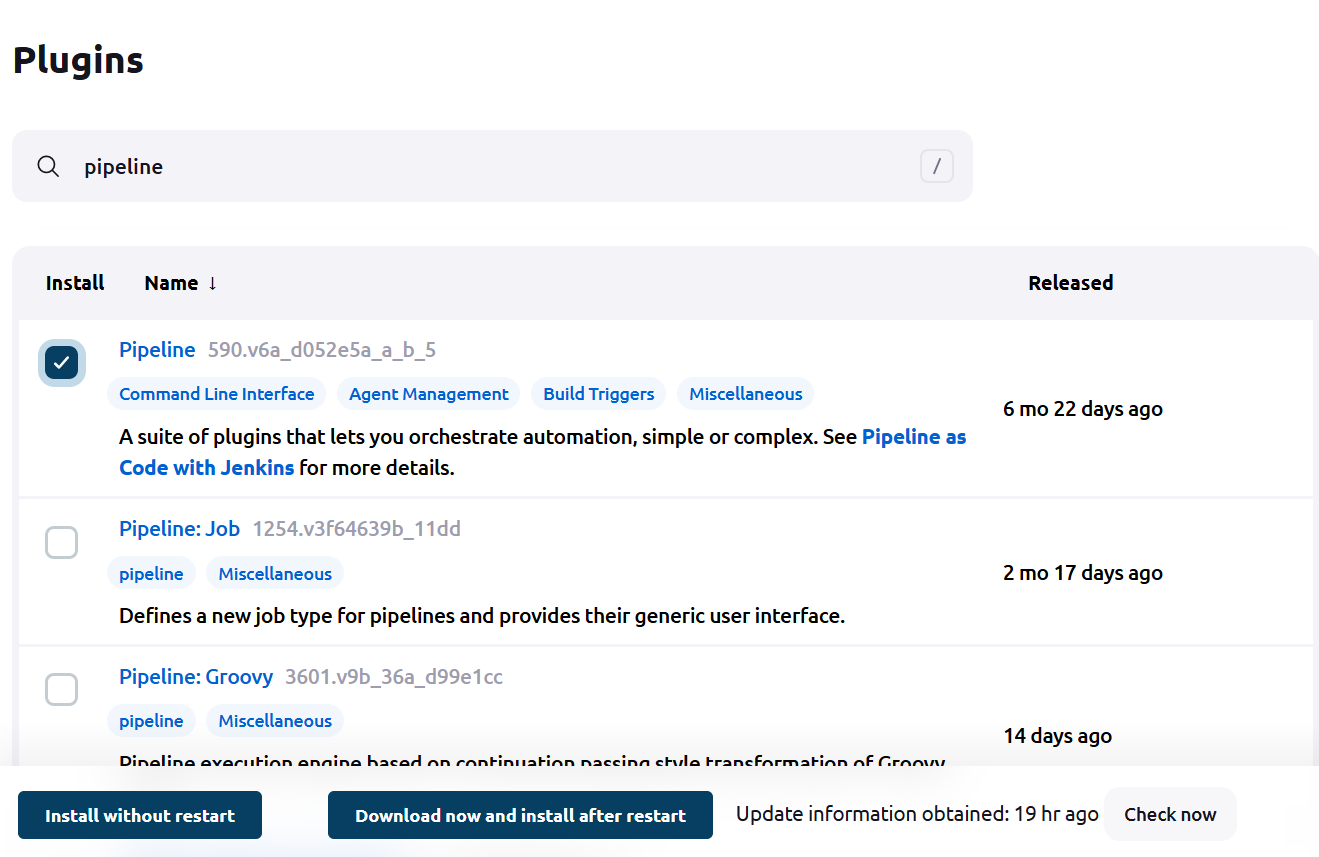 Plugins
pipeline
/
Install Name ↓ Released
Pipeline 590.v6a_d052e5a_a_b_5
Command Line Interface Agent Management Build Triggers Miscellaneous
A suite of plugins that lets you orchestrate automation, simple or complex. See Pipeline as
Code with Jenkins for more details.
6 mo 22 days ago
Pipeline: Job 1254.v3f64639b_11dd
pipeline Miscellaneous
Defines a new job type for pipelines and provides their generic user interface.
2 mo 17 days ago
Pipeline: Groovy 3601.v9b_36a_d99e1cc
pipeline Miscellaneous
Pipeline execution engine based on continuation passing style transformation of Groovy
14 days ago
Install without restart Download now and install after restart Update information obtained: 19 hr ago Check now